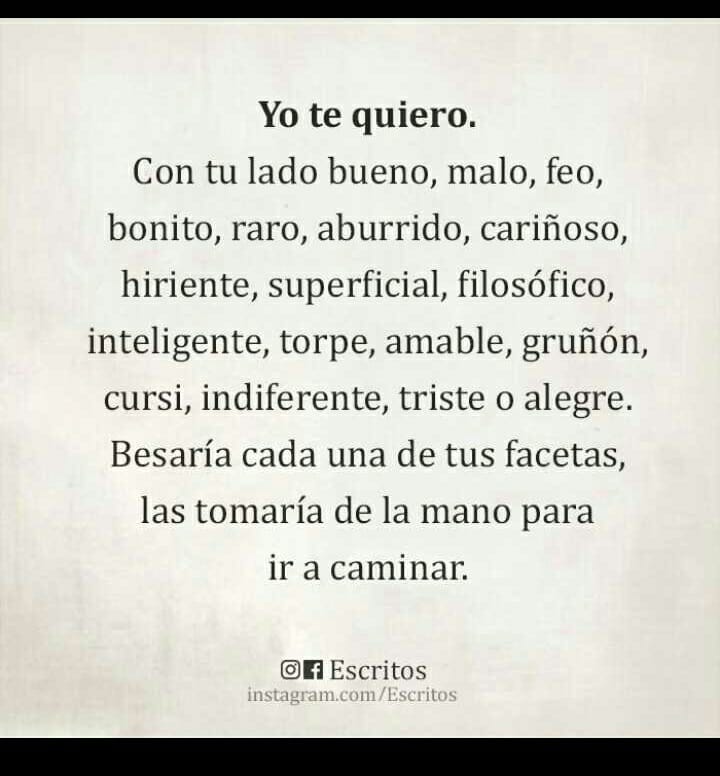 Yo te quiero.
Con tu lado bueno, malo, feo,
bonito, raro, aburrido, cariñoso,
hiriente, superficial, filosófico,
inteligente, torpe, amable, gruñón,
cursi, indiferente, triste o alegre.
Besaría cada una de tus facetas,
las tomaría de la mano para
ir a caminar.
Escritos
instagram.com/Escritos